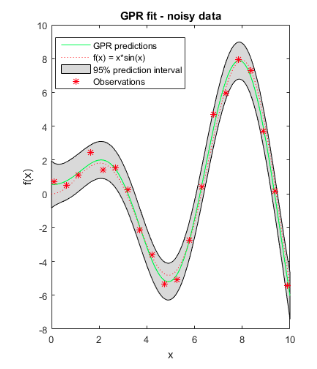 GPR fit - noisy data
10
8
6
4
2
0
-2
-4
-6
-8
f(x)
GPR predictions
f(x) = x*sin(x)
95% prediction interval
Observations
0 2 4 6 8 10
x